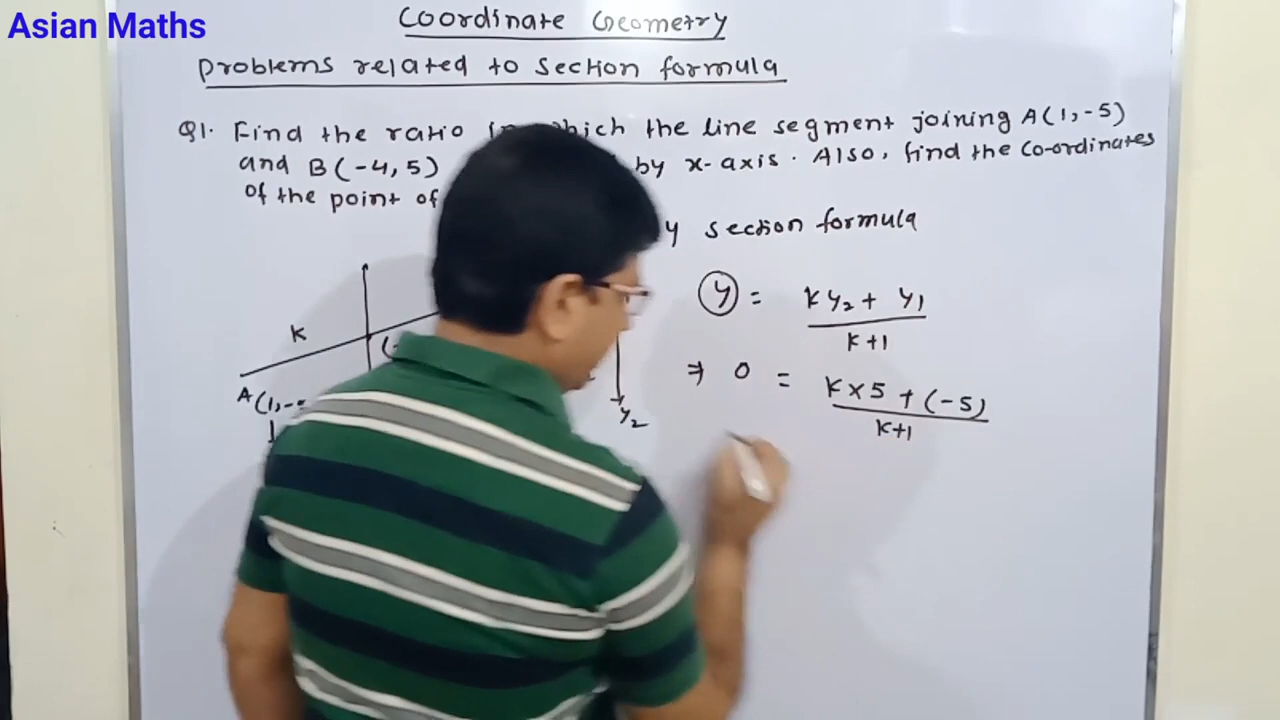 Asian Maths
Coordinate Geometry
Problems related to section formula
Q1. Find the ratio which the line segment joining A(1,-5)
and B(-4,5) by x-axis. Also, find the co-ordinates
of the point of
y section formula
y = ky₂ + y₁
k+1
K
⇒ 0 = k×5 + (-5)
k+1
A(1,-
y₂